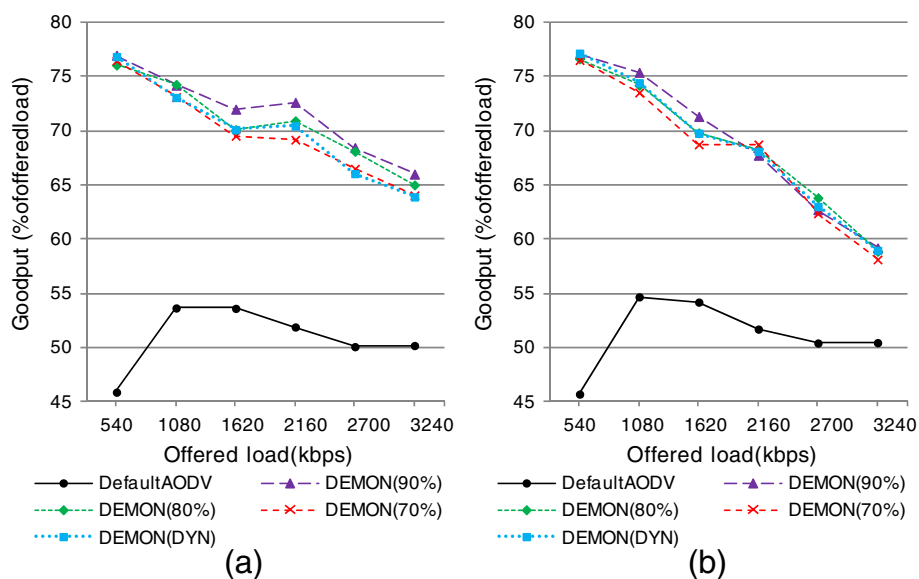 80
75
70
65
60
55
50
45
Goodput (%ofofferedload)
540 1080 1620 2160 2700 3240
Offered load(kbps)
DefaultAODV
DEMON(90%)
DEMON(80%)
DEMON(70%)
DEMON(DYN)
(a)
80
75
70
65
60
55
50
45
Goodput (%ofofferedload)
540 1080 1620 2160 2700 3240
Offered load(kbps)
DefaultAODV
DEMON(90%)
DEMON(80%)
DEMON(70%)
DEMON(DYN)
(b)